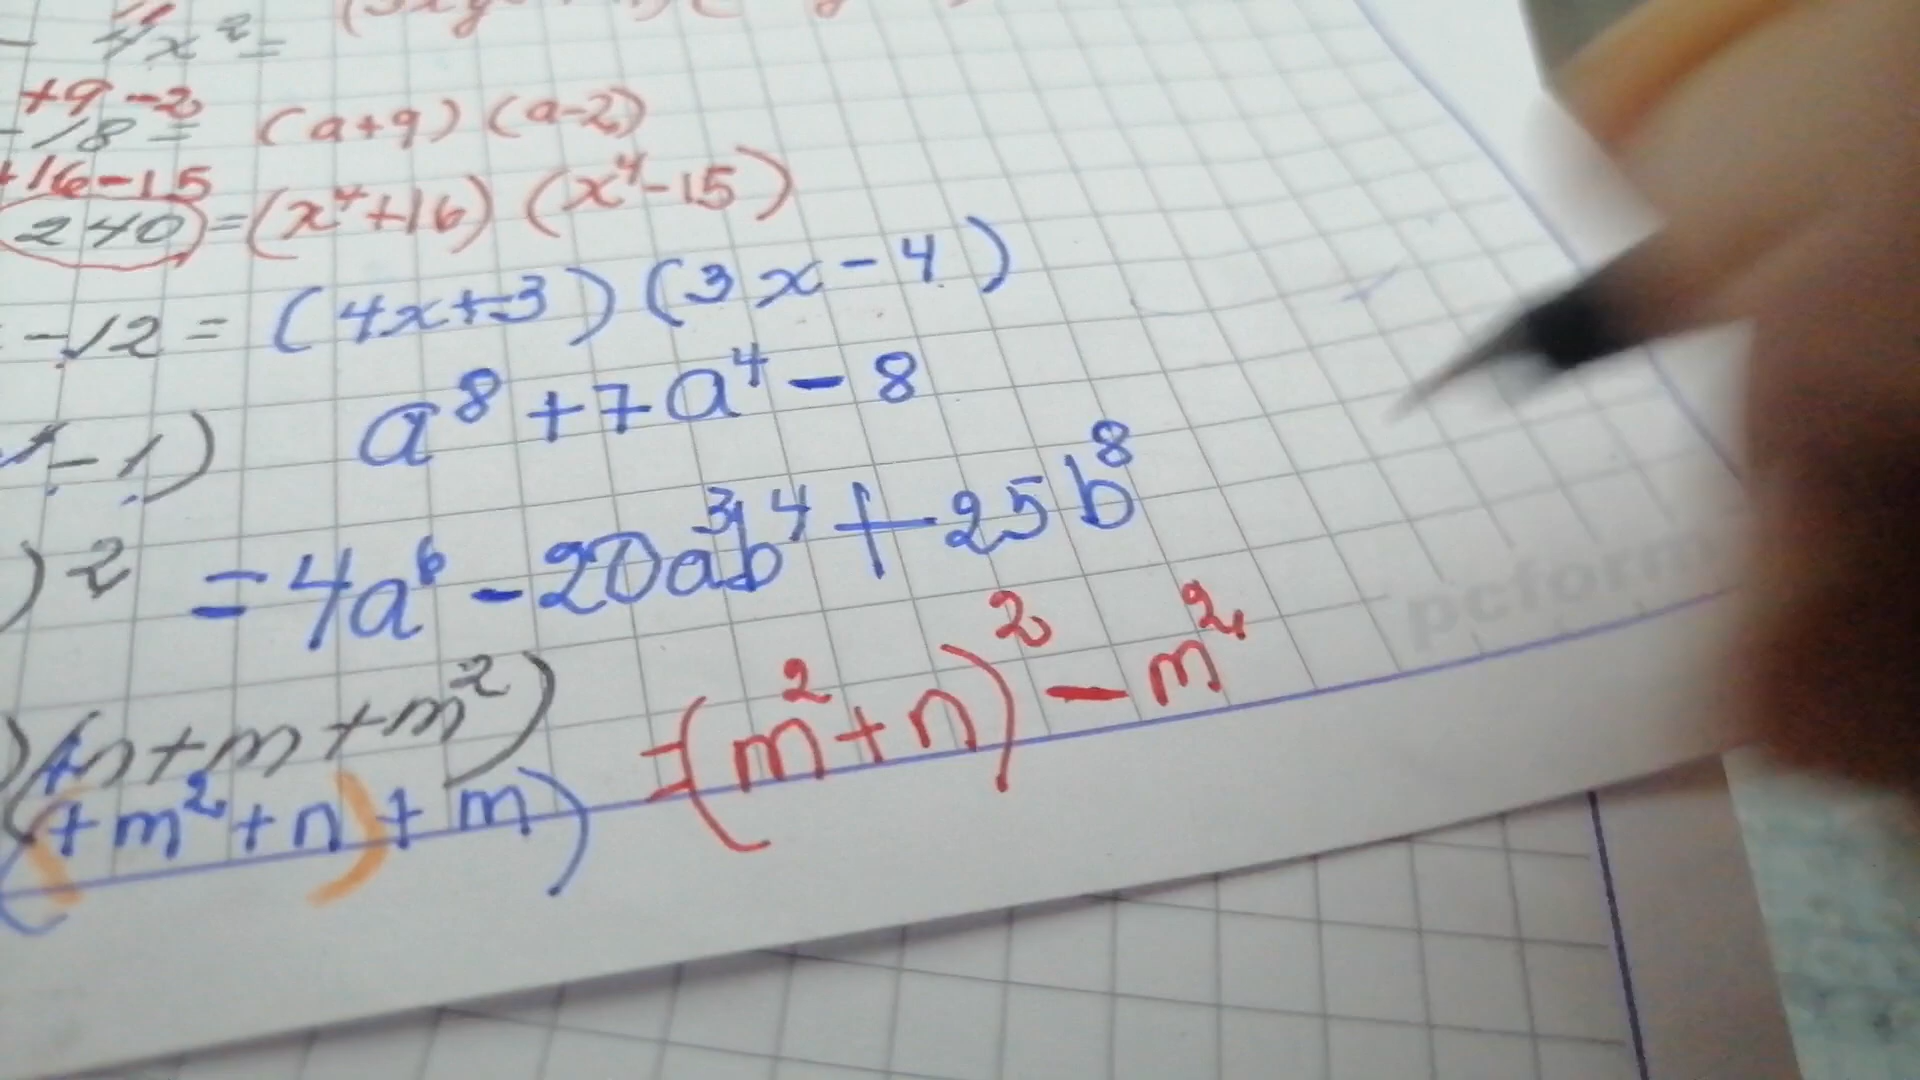 x² =
+9 -2
-18 = (a+9) (a-2)
+16-15
240 = (x⁴+16) (x⁴-15)
-12 = (4x+3) (3x-4)
-1) a⁸ + 7a⁴ - 8
)² = 4a⁶ - 20a³b⁴ + 25b⁸
)(n+m+m²) =(m²+n)² - m²
(+m²+n)+m)